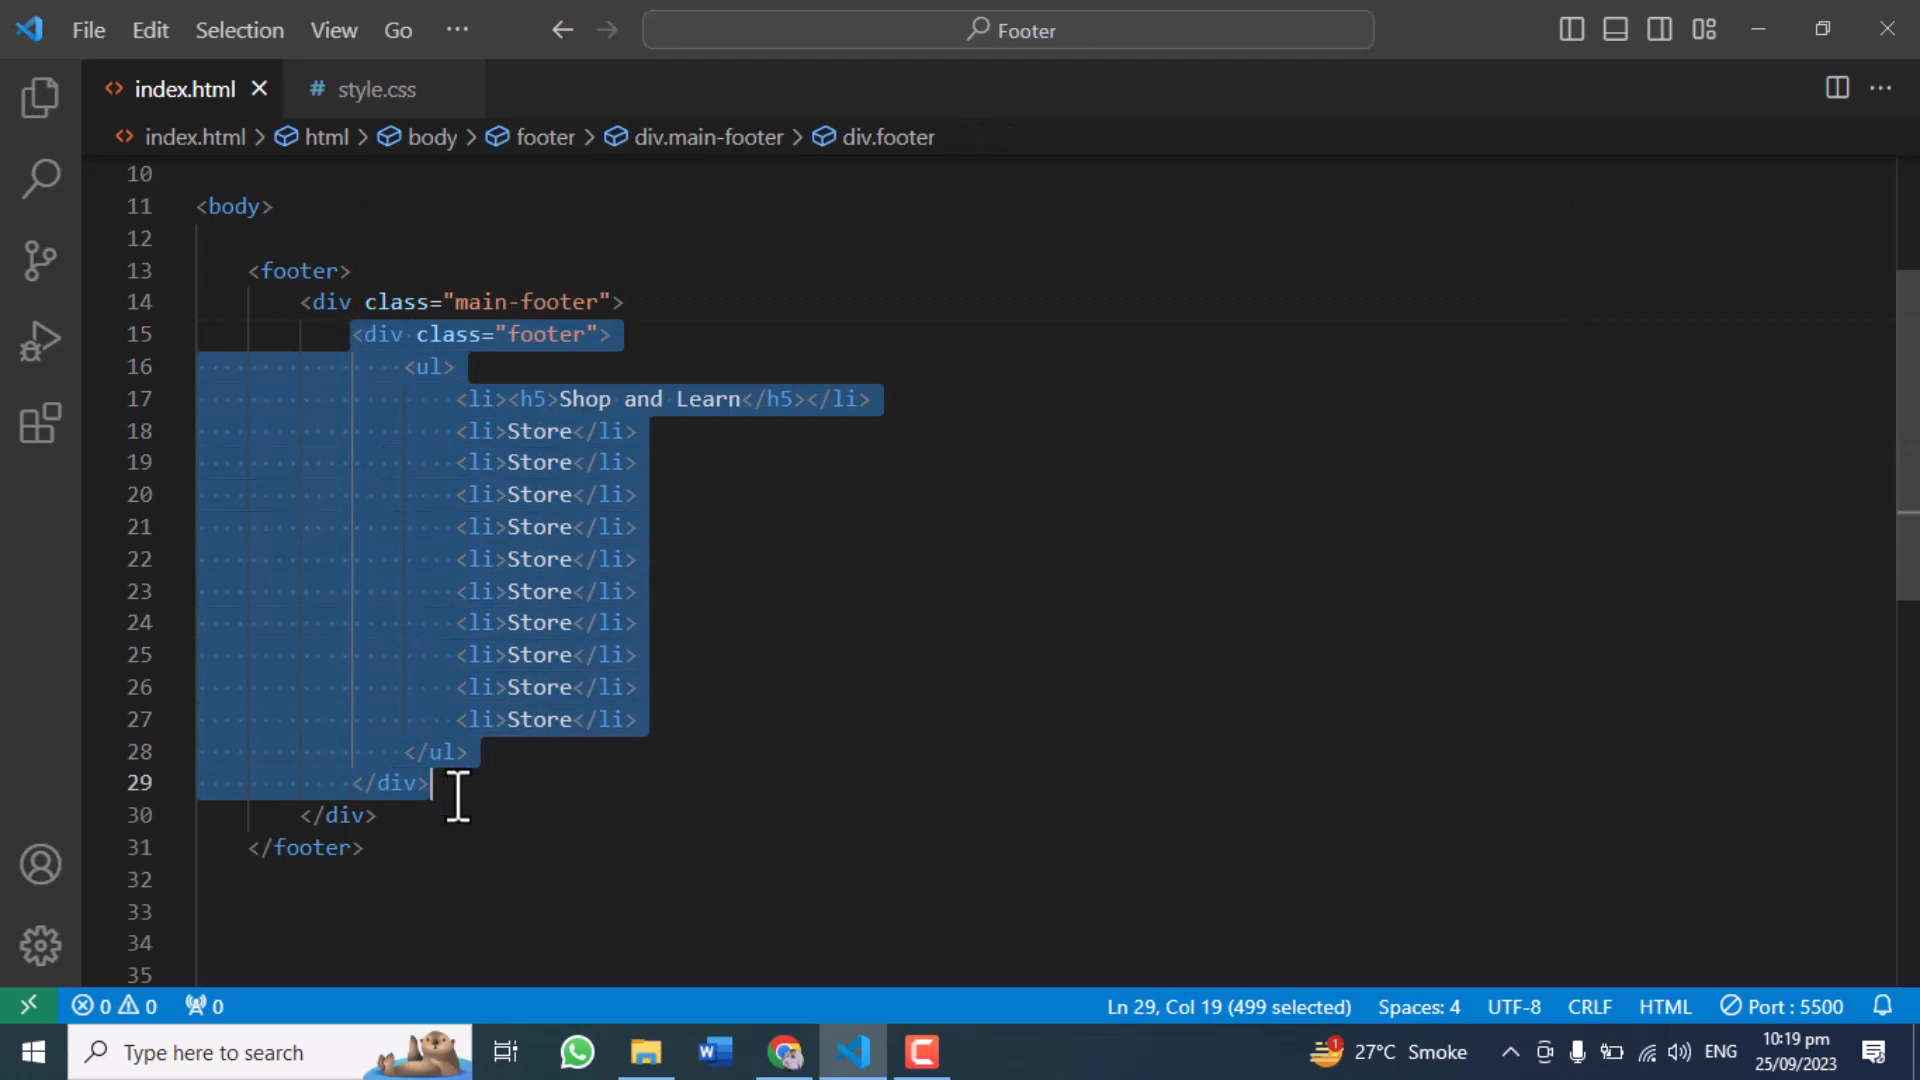 File Edit Selection View Go ··· Footer
index.html style.css
index.html > html > body > footer > div.main-footer > div.footer
10
11 <body>
12
13 <footer>
14 <div class="main-footer">
15 <div class="footer">
16 <ul>
17 <li><h5>Shop and Learn</h5></li>
18 <li>Store</li>
19 <li>Store</li>
20 <li>Store</li>
21 <li>Store</li>
22 <li>Store</li>
23 <li>Store</li>
24 <li>Store</li>
25 <li>Store</li>
26 <li>Store</li>
27 <li>Store</li>
28 </ul>
29 </div>
30 </div>
31 </footer>
32
33
34
35
0 0 0 Ln 29, Col 19 (499 selected) Spaces: 4 UTF-8 CRLF HTML Port : 5500
Type here to search 1 27°C Smoke ENG 10:19 pm
25/09/2023